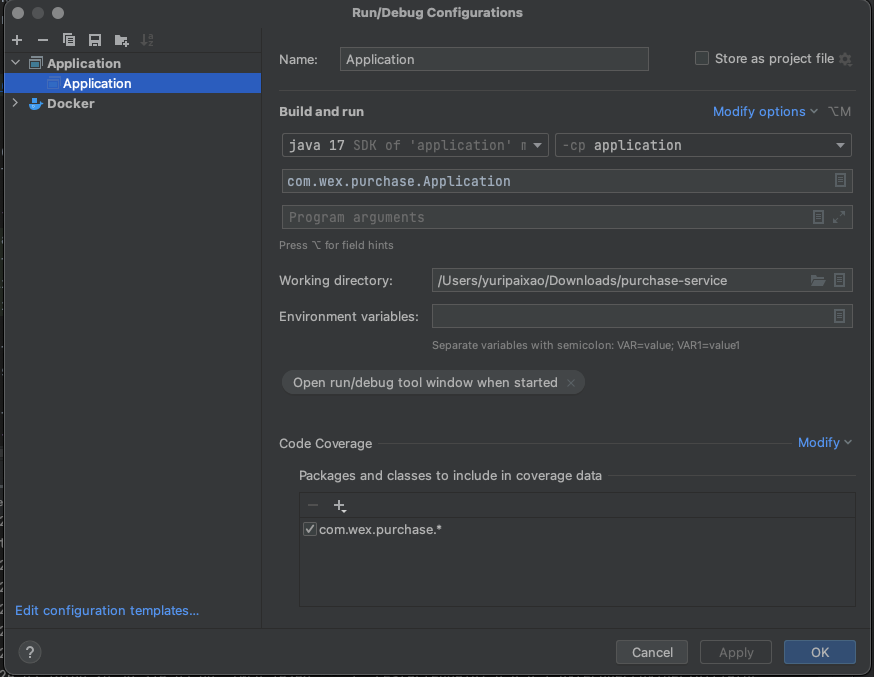 Run/Debug Configurations
Application
Application
Docker
Edit configuration templates...
Name: Application Store as project file
Build and run Modify options ⌥M
java 17 SDK of 'application' m -cp application
com.wex.purchase.Application
Program arguments
Press ⌥ for field hints
Working directory: /Users/yuripaixao/Downloads/purchase-service
Environment variables:
Separate variables with semicolon: VAR=value; VAR1=value1
Open run/debug tool window when started ×
Code Coverage Modify
Packages and classes to include in coverage data
com.wex.purchase.*
? Cancel Apply OK